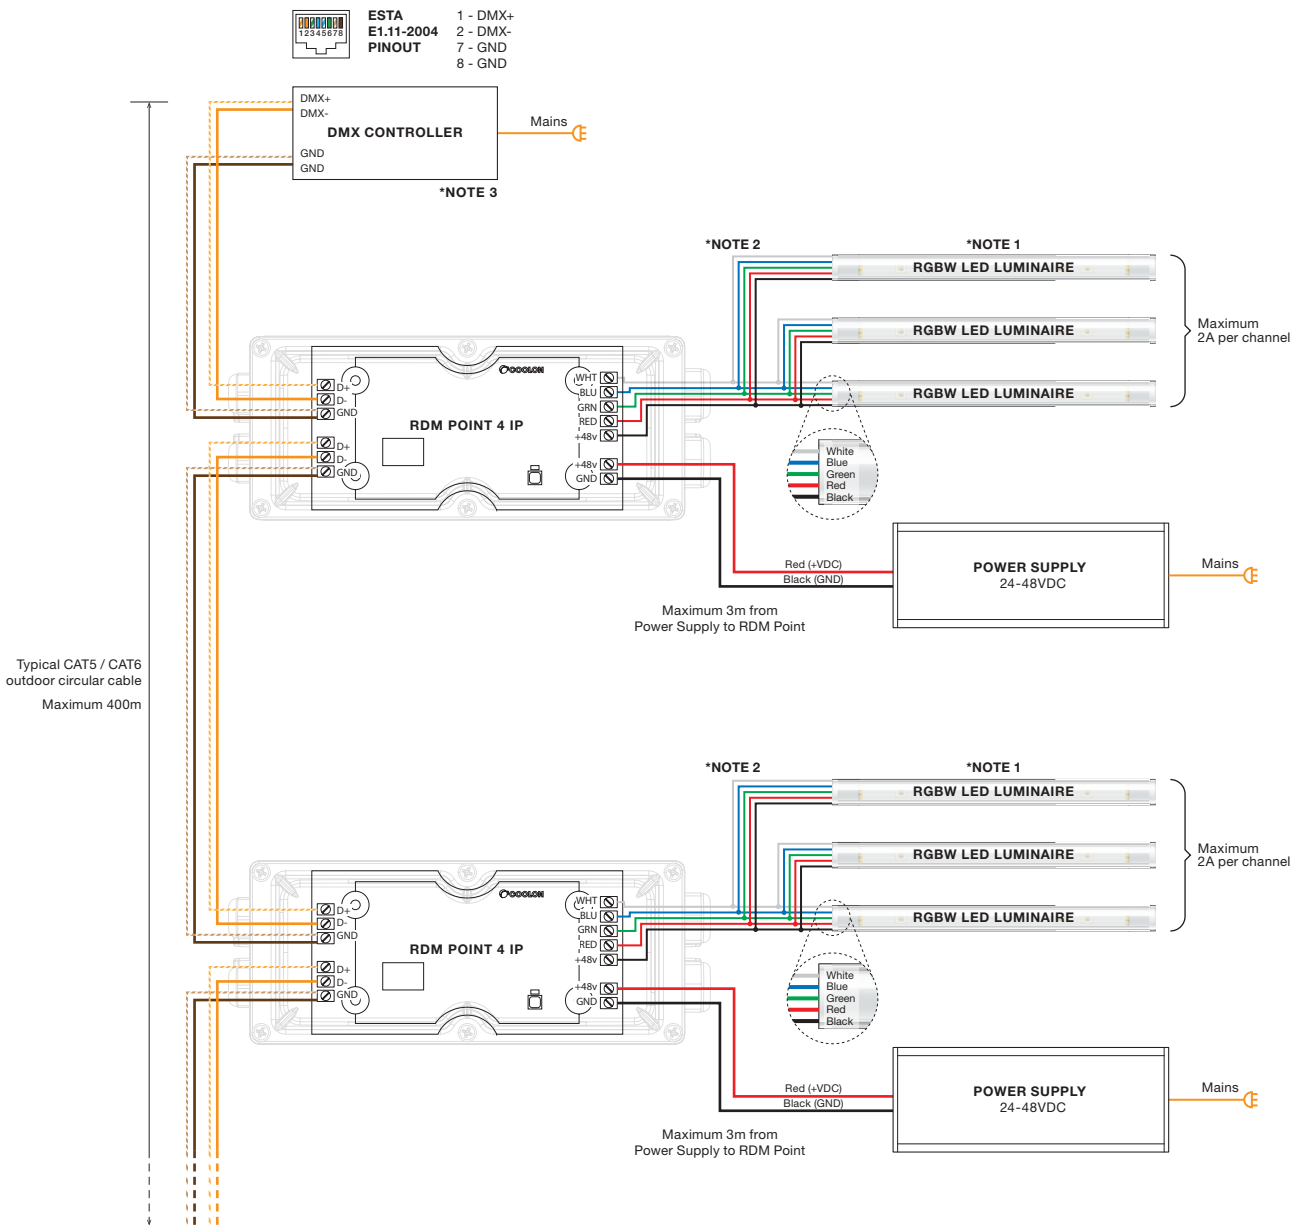 12345678
ESTA
E1.11-2004
PINOUT
1 - DMX+
2 - DMX-
7 - GND
8 - GND
DMX+
DMX-
DMX CONTROLLER
GND
GND
Mains
*NOTE 3
*NOTE 2
*NOTE 1
RGBW LED LUMINAIRE
RGBW LED LUMINAIRE
RGBW LED LUMINAIRE
Maximum
2A per channel
COOLON
D+
D-
GND
D+
D-
GND
RDM POINT 4 IP
WHT
BLU
GRN
RED
+48v
+48v
GND
White
Blue
Green
Red
Black
Red (+VDC)
Black (GND)
POWER SUPPLY
24-48VDC
Mains
Maximum 3m from
Power Supply to RDM Point
Typical CAT5 / CAT6
outdoor circular cable
Maximum 400m
*NOTE 2
*NOTE 1
RGBW LED LUMINAIRE
RGBW LED LUMINAIRE
RGBW LED LUMINAIRE
Maximum
2A per channel
COOLON
D+
D-
GND
D+
D-
GND
RDM POINT 4 IP
WHT
BLU
GRN
RED
+48v
+48v
GND
White
Blue
Green
Red
Black
Red (+VDC)
Black (GND)
POWER SUPPLY
24-48VDC
Mains
Maximum 3m from
Power Supply to RDM Point